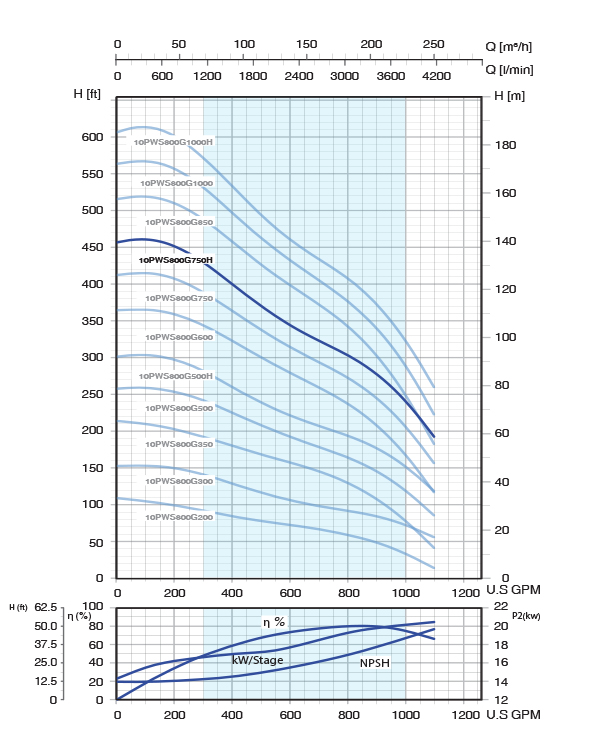 0 50 100 150 200 250 Q [m³/h]
0 600 1200 1800 2400 3000 3600 4200 Q [l/min]
H [ft] H [m]
600
550
500
450
400
350
300
250
200
150
100
50
0
180
160
140
120
100
80
60
40
20
0
10PWS800G1000H
10PWS800G1000
10PWS800G850
10PWS800G750H
10PWS800G750
10PWS800G600
10PWS800G500H
10PWS800G500
10PWS800G350
10PWS800G300
10PWS800G200
0 200 400 600 800 1000 1200 U.S GPM
H (ft) 62.5 50.0 37.5 25.0 12.5 0
η (%) 100 80 60 40 20 0
22 20 18 16 14 12 P2(kw)
η %
kW/Stage
NPSH
0 200 400 600 800 1000 1200 U.S GPM